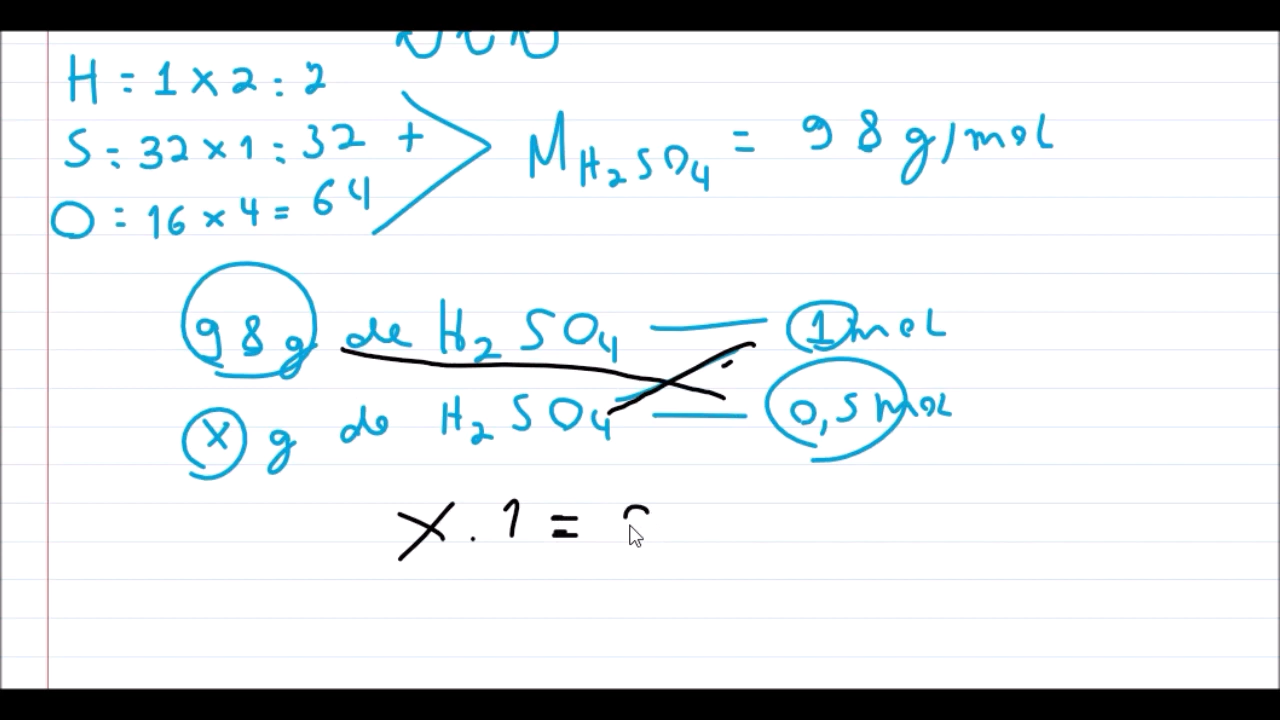 H = 1 x 2 = 2
S = 32 x 1 = 32 +
O = 16 x 4 = 64
M H₂SO₄ = 98 g/mol
98 g de H₂SO₄ — 1 mol
x g de H₂SO₄ — 0,5 mol
x . 1 =